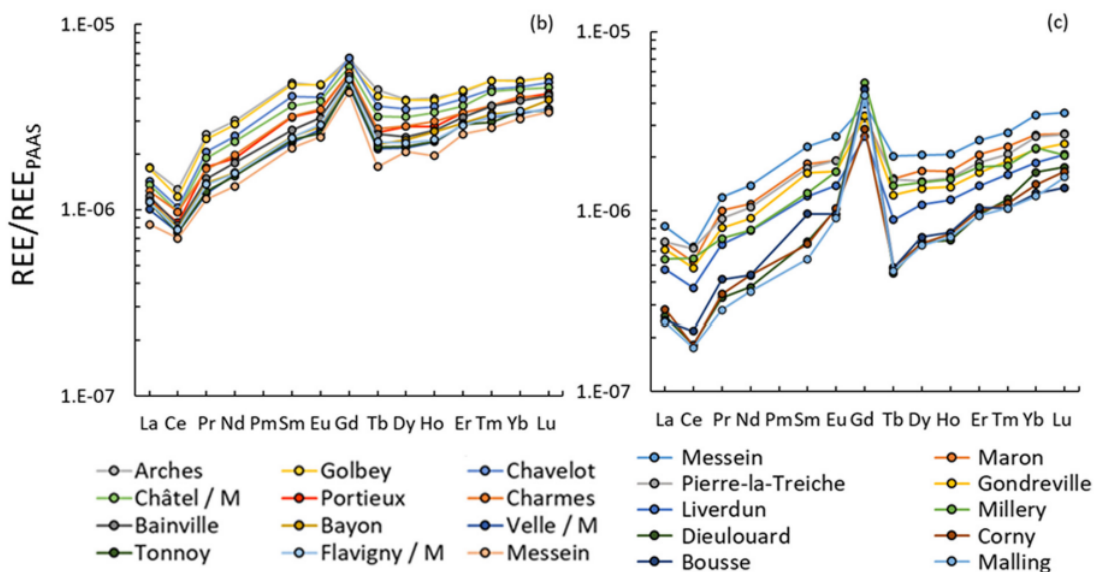 1.E-05
(b)
1.E-06
1.E-07
REE/REE_PAAS
La Ce Pr Nd Pm Sm Eu Gd Tb Dy Ho Er Tm Yb Lu
Arches Golbey Chavelot
Châtel / M Portieux Charmes
Bainville Bayon Velle / M
Tonnoy Flavigny / M Messein
1.E-05
(c)
1.E-06
1.E-07
La Ce Pr Nd Pm Sm Eu Gd Tb Dy Ho Er Tm Yb Lu
Messein Maron
Pierre-la-Treiche Gondreville
Liverdun Millery
Dieulouard Corny
Bousse Malling